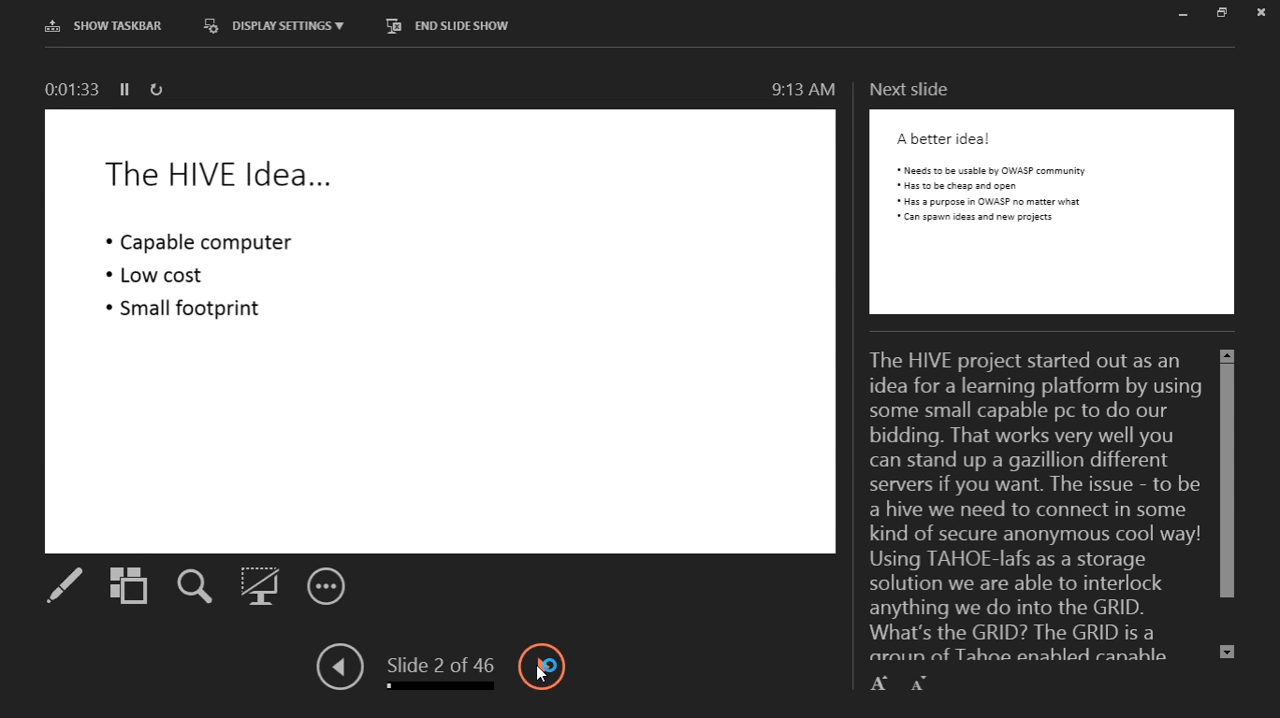 SHOW TASKBAR
DISPLAY SETTINGS ▼
END SLIDE SHOW
0:01:33
9:13 AM
The HIVE Idea...
• Capable computer
• Low cost
• Small footprint
Slide 2 of 46
Next slide
A better idea!
• Needs to be usable by OWASP community
• Has to be cheap and open
• Has a purpose in OWASP no matter what
• Can spawn ideas and new projects
The HIVE project started out as an
idea for a learning platform by using
some small capable pc to do our
bidding. That works very well you
can stand up a gazillion different
servers if you want. The issue - to be
a hive we need to connect in some
kind of secure anonymous cool way!
Using TAHOE-lafs as a storage
solution we are able to interlock
anything we do into the GRID.
What's the GRID? The GRID is a
group of Tahoe enabled capable
A A